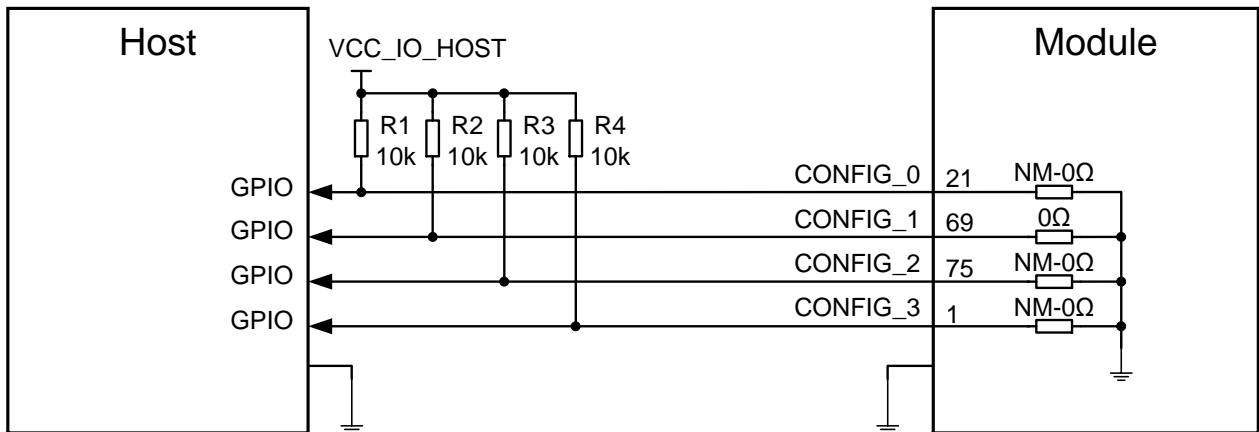 Host
Module
VCC_IO_HOST
R1 R2 R3 R4
10k 10k 10k 10k
GPIO CONFIG_0 21 NM-0Ω
GPIO CONFIG_1 69 0Ω
GPIO CONFIG_2 75 NM-0Ω
GPIO CONFIG_3 1 NM-0Ω